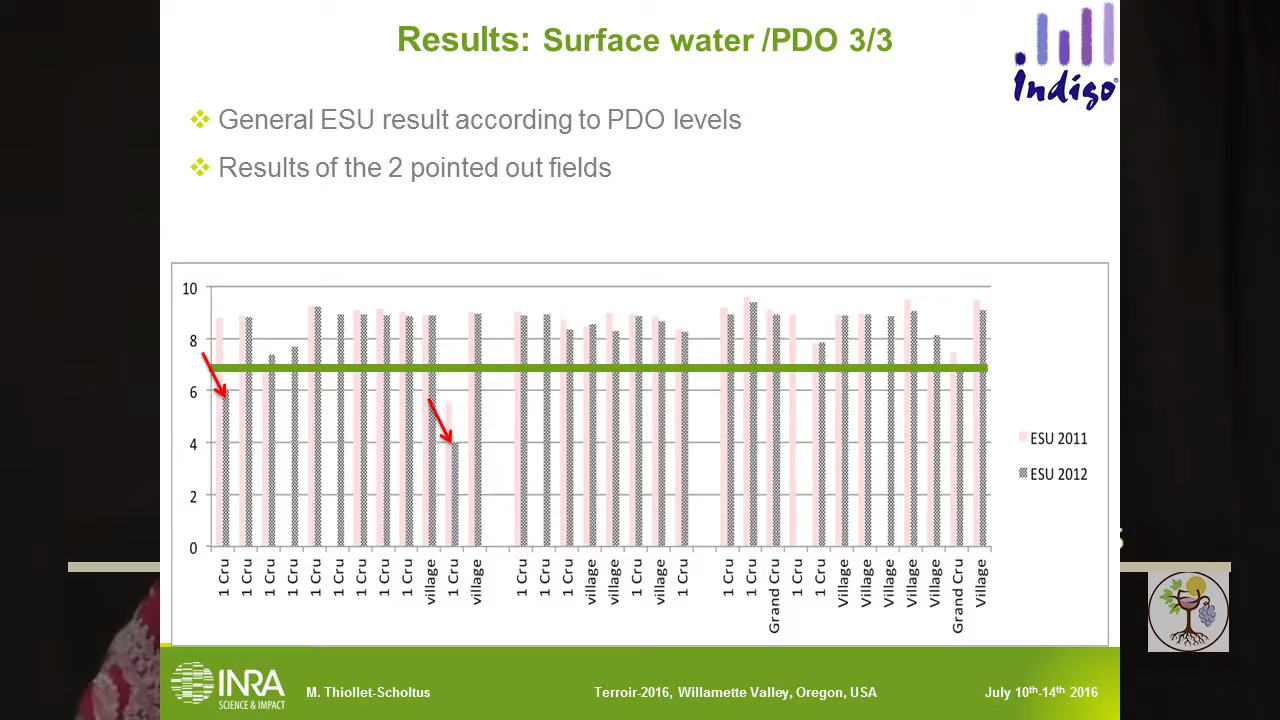 Results: Surface water /PDO 3/3
Indigo®
General ESU result according to PDO levels
Results of the 2 pointed out fields
10
8
6
4
2
0
1 Cru
1 Cru
1 Cru
1 Cru
1 Cru
1 Cru
1 Cru
1 Cru
1 Cru
village
1 Cru
village
1 Cru
1 Cru
1 Cru
village
village
1 Cru
village
1 Cru
1 Cru
1 Cru
Grand Cru
1 Cru
1 Cru
Village
Village
Village
Village
Village
Grand Cru
Village
ESU 2011
ESU 2012
INRA
SCIENCE & IMPACT
M. Thiollet-Scholtus
Terroir-2016, Willamette Valley, Oregon, USA
July 10th-14th 2016